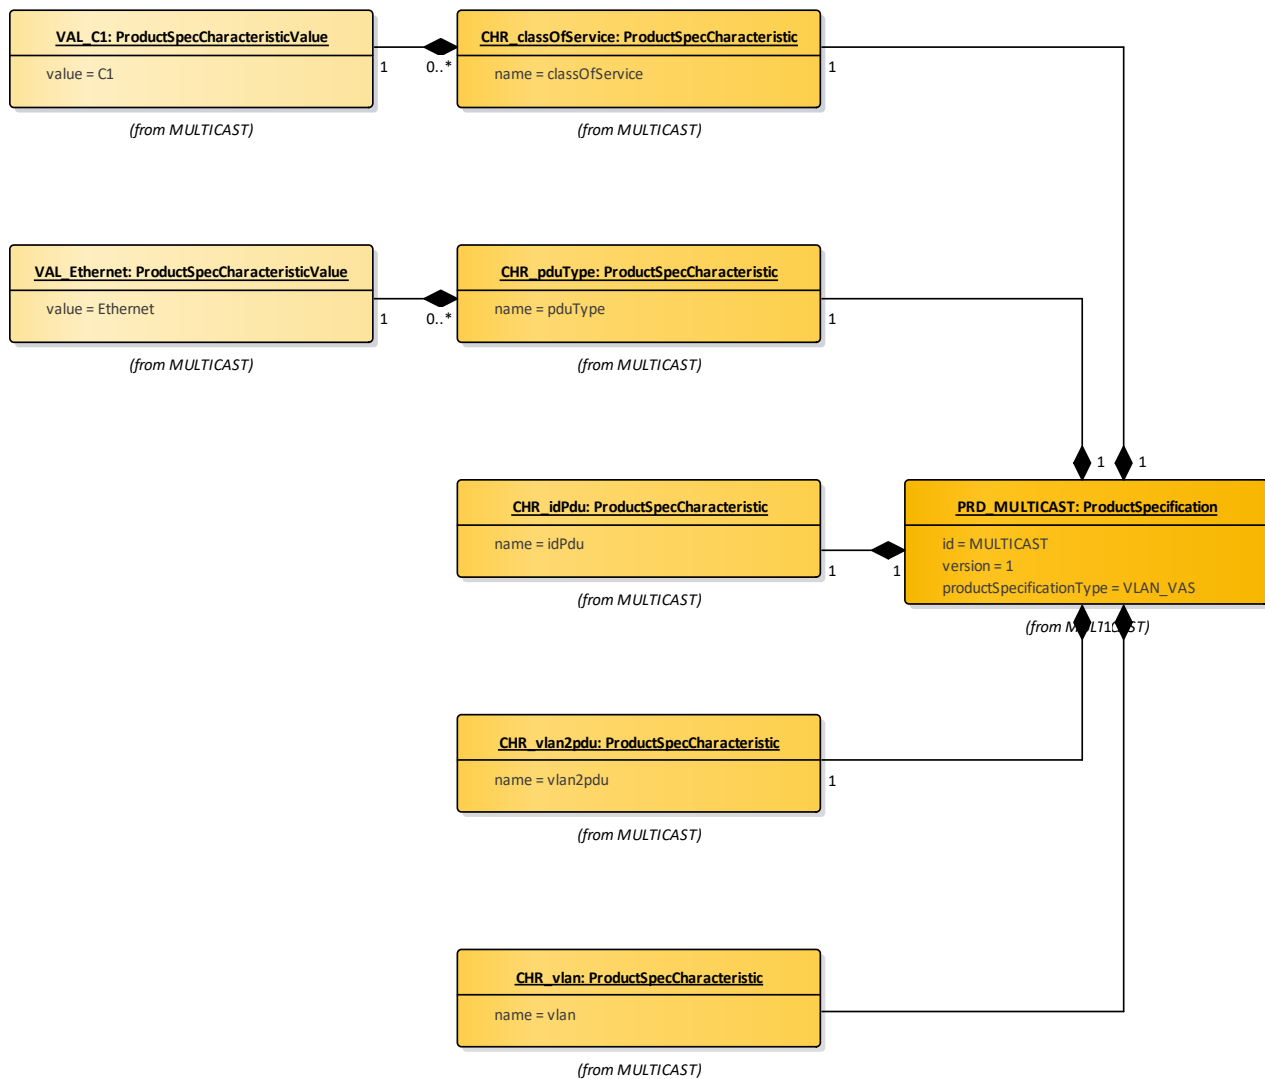 VAL_C1: ProductSpecCharacteristicValue
value = C1
(from MULTICAST)
1
0..*
CHR_classOfService: ProductSpecCharacteristic
name = classOfService
(from MULTICAST)
1
VAL_Ethernet: ProductSpecCharacteristicValue
value = Ethernet
(from MULTICAST)
1
0..*
CHR_pduType: ProductSpecCharacteristic
name = pduType
(from MULTICAST)
1
1
1
CHR_idPdu: ProductSpecCharacteristic
name = idPdu
(from MULTICAST)
1
1
PRD_MULTICAST: ProductSpecification
id = MULTICAST
version = 1
productSpecificationType = VLAN_VAS
(from MULTICAST)
1
CHR_vlan2pdu: ProductSpecCharacteristic
name = vlan2pdu
(from MULTICAST)
1
CHR_vlan: ProductSpecCharacteristic
name = vlan
(from MULTICAST)